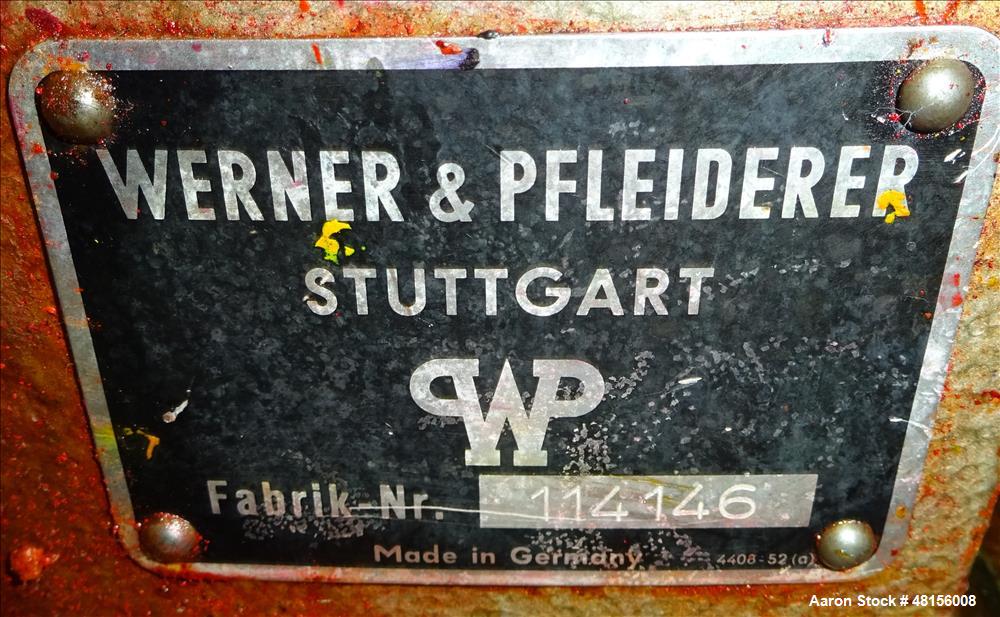 WERNER & PFLEIDERER
STUTTGART
WP
Fabrik-Nr. 114146
Made in Germany 4408-52 (a)
Aaron Stock # 48156008